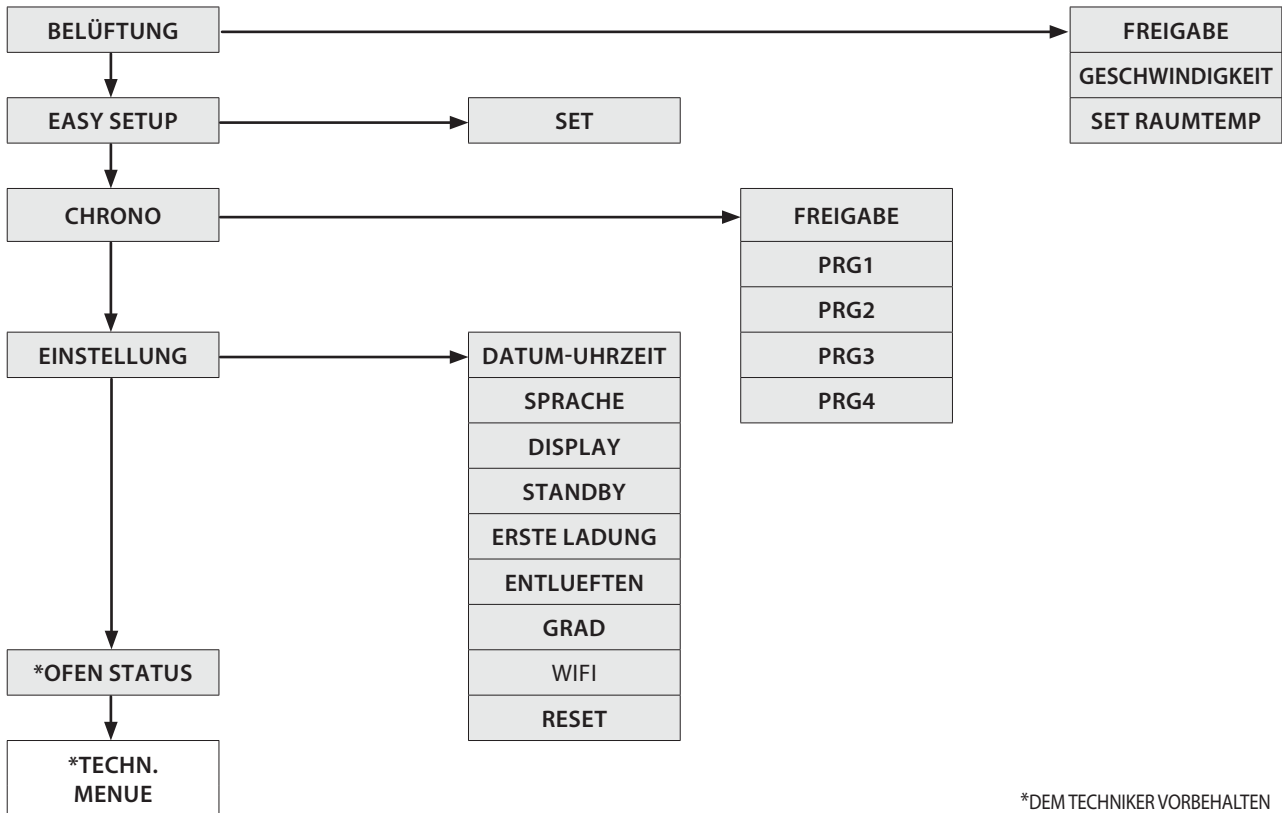 BELÜFTUNG
FREIGABE
GESCHWINDIGKEIT
SET RAUMTEMP
EASY SETUP
SET
CHRONO
FREIGABE
PRG1
PRG2
PRG3
PRG4
EINSTELLUNG
DATUM-UHRZEIT
SPRACHE
DISPLAY
STANDBY
ERSTE LADUNG
ENTLUEFTEN
GRAD
WIFI
RESET
*OFEN STATUS
*TECHN.
MENUE
*DEM TECHNIKER VORBEHALTEN